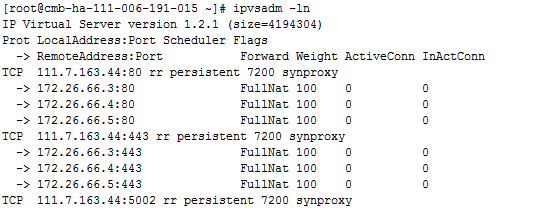 [root@cmb-ha-111-006-191-015 ~]# ipvsadm -ln
IP Virtual Server version 1.2.1 (size=4194304)
Prot LocalAddress:Port Scheduler Flags
  -> RemoteAddress:Port           Forward Weight ActiveConn InActConn
TCP  111.7.163.44:80 rr persistent 7200 synproxy
  -> 172.26.66.3:80               FullNat 100    0          0
  -> 172.26.66.4:80               FullNat 100    0          0
  -> 172.26.66.5:80               FullNat 100    0          0
TCP  111.7.163.44:443 rr persistent 7200 synproxy
  -> 172.26.66.3:443              FullNat 100    0          0
  -> 172.26.66.4:443              FullNat 100    0          0
  -> 172.26.66.5:443              FullNat 100    0          0
TCP  111.7.163.44:5002 rr persistent 7200 synproxy